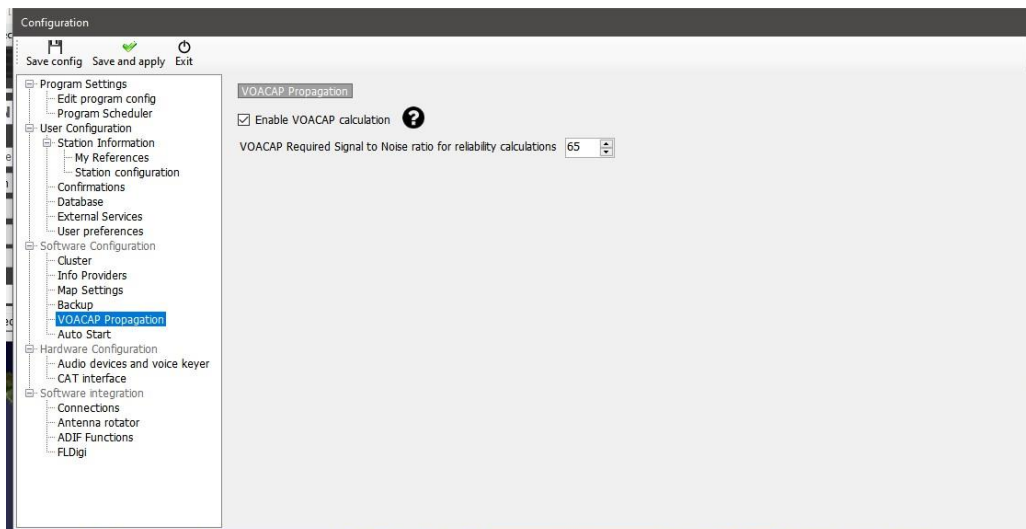 Configuration
Save config Save and apply Exit
Program Settings
Edit program config
Program Scheduler
User Configuration
Station Information
My References
Station configuration
Confirmations
Database
External Services
User preferences
Software Configuration
Cluster
Info Providers
Map Settings
Backup
VOACAP Propagation
Auto Start
Hardware Configuration
Audio devices and voice keyer
CAT interface
Software integration
Connections
Antenna rotator
ADIF Functions
FLDigi
VOACAP Propagation
Enable VOACAP calculation ?
VOACAP Required Signal to Noise ratio for reliability calculations 65